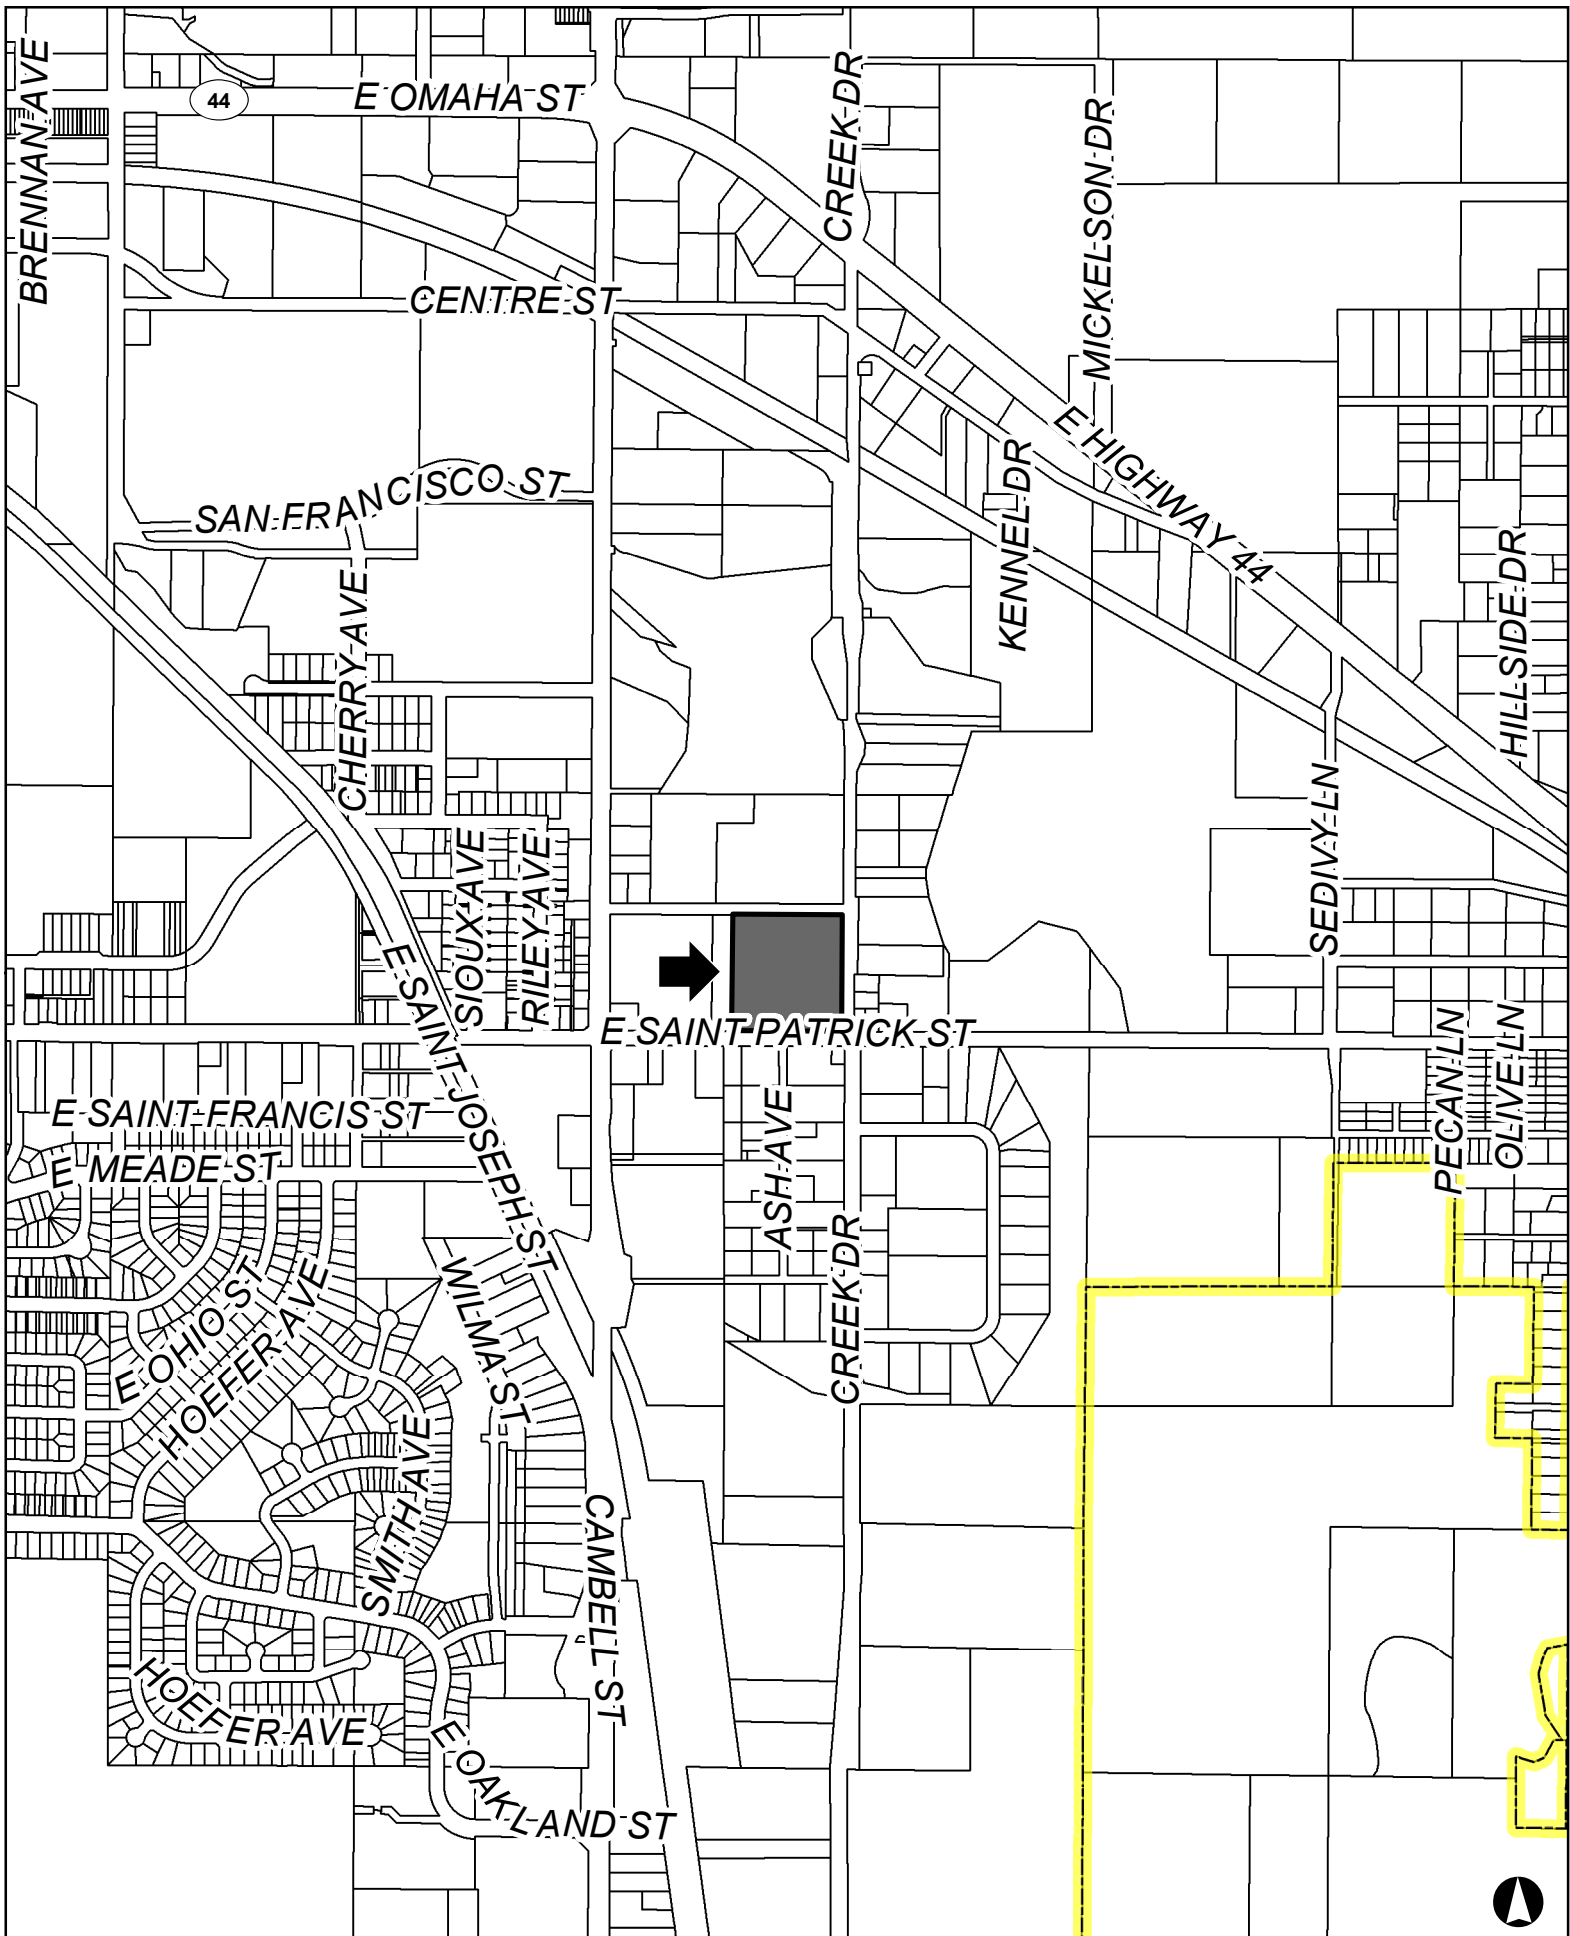 BRENNAN AVE
44
E OMAHA ST
CREEK DR
MICKELSON DR
CENTRE ST
E HIGHWAY 44
SAN FRANCISCO ST
KENNEL DR
HILLSIDE DR
CHERRY AVE
SEDIVY LN
SIOUX AVE
RILEY AVE
E SAINT JOSEPH ST
E SAINT PATRICK ST
PECAN LN
OLIVE LN
E SAINT FRANCIS ST
ASH AVE
E MEADE ST
CREEK DR
E OHIO ST
HOEFER AVE
WILMA ST
SMITH AVE
CAMBELL ST
HOEFER AVE
E OAKLAND ST